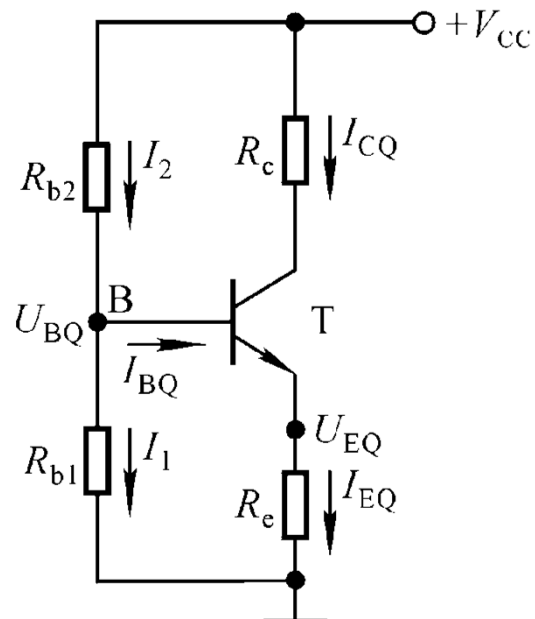 +V_CC
I_CQ
R_c
I_2
R_b2
B
U_BQ
T
I_BQ
U_EQ
R_b1
I_1
I_EQ
R_e